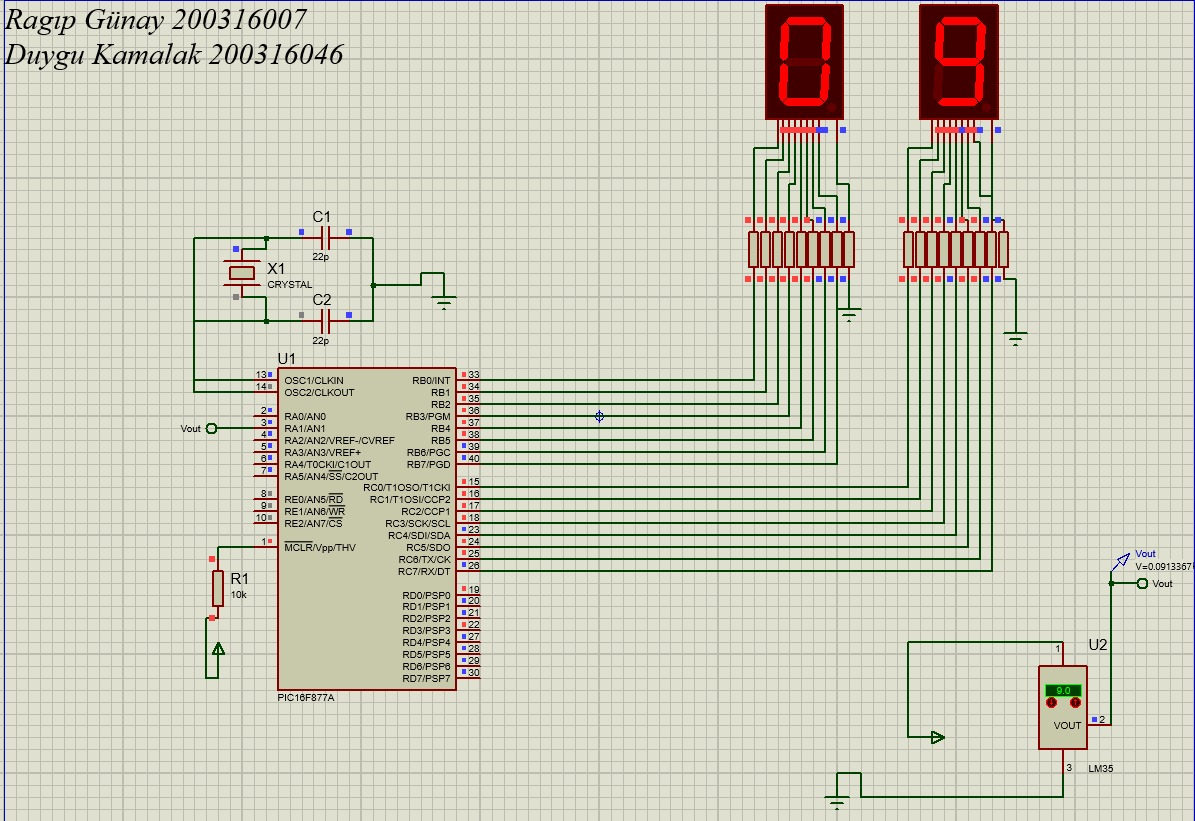 Ragıp Günay 200316007
Duygu Kamalak 200316046
C1
22p
X1
CRYSTAL
C2
22p
U1
13 OSC1/CLKIN
14 OSC2/CLKOUT
2 RA0/AN0
Vout 3 RA1/AN1
4 RA2/AN2/VREF-/CVREF
5 RA3/AN3/VREF+
6 RA4/T0CKI/C1OUT
7 RA5/AN4/SS/C2OUT
8 RE0/AN5/RD
9 RE1/AN6/WR
10 RE2/AN7/CS
1 MCLR/Vpp/THV
RB0/INT 33
RB1 34
RB2 35
RB3/PGM 36
RB4 37
RB5 38
RB6/PGC 39
RB7/PGD 40
RC0/T1OSO/T1CKI 15
RC1/T1OSI/CCP2 16
RC2/CCP1 17
RC3/SCK/SCL 18
RC4/SDI/SDA 23
RC5/SDO 24
RC6/TX/CK 25
RC7/RX/DT 26
RD0/PSP0 19
RD1/PSP1 20
RD2/PSP2 21
RD3/PSP3 22
RD4/PSP4 27
RD5/PSP5 28
RD6/PSP6 29
RD7/PSP7 30
PIC16F877A
R1
10k
0 9
Vout
V=0.0913367
Vout
U2
1
9.0
2
VOUT
3
LM35